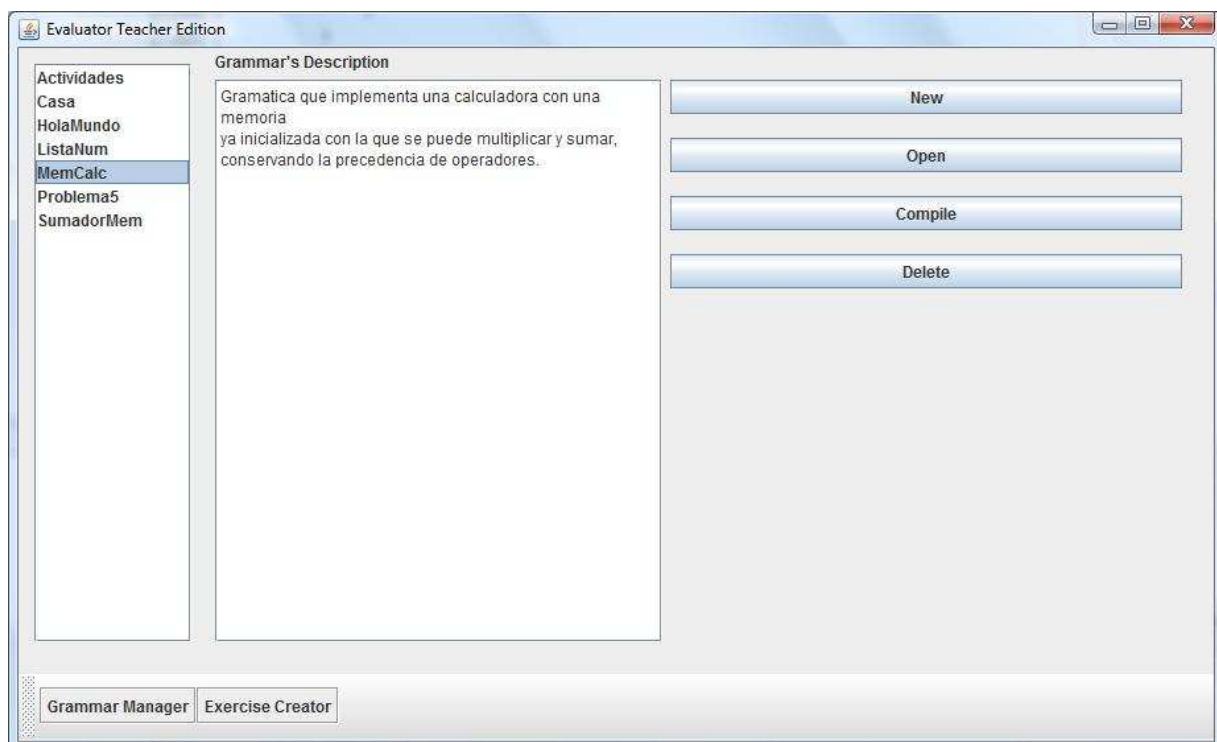 Evaluator Teacher Edition
Actividades
Casa
HolaMundo
ListaNum
MemCalc
Problema5
SumadorMem
Grammar's Description
Gramatica que implementa una calculadora con una
memoria
ya inicializada con la que se puede multiplicar y sumar,
conservando la precedencia de operadores.
New
Open
Compile
Delete
Grammar Manager
Exercise Creator